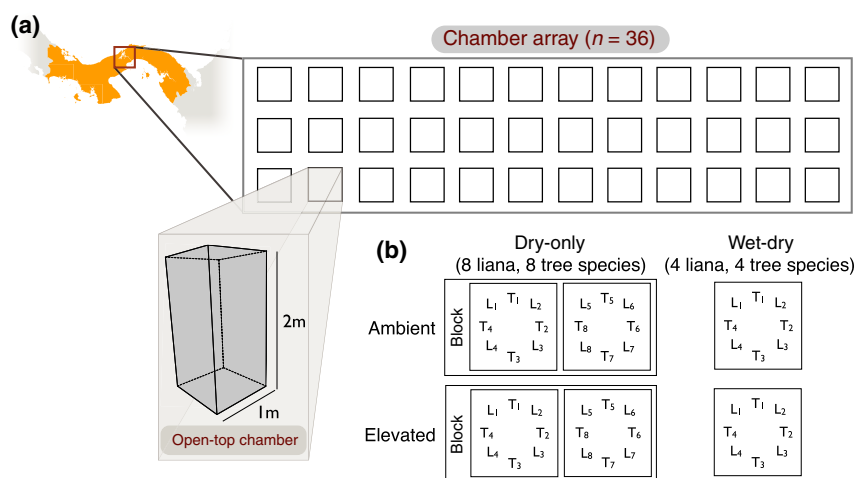 (a)
Chamber array (n = 36)
2m
1m
Open-top chamber
(b)
Dry-only
(8 liana, 8 tree species)
Wet-dry
(4 liana, 4 tree species)
Ambient
Block
L1 T1 L2
T4 T2
L4 T3 L3
L5 T5 L6
T8 T6
L8 T7 L7
L1 T1 L2
T4 T2
L4 T3 L3
Elevated
Block
L1 T1 L2
T4 T2
L4 T3 L3
L5 T5 L6
T8 T6
L8 T7 L7
L1 T1 L2
T4 T2
L4 T3 L3